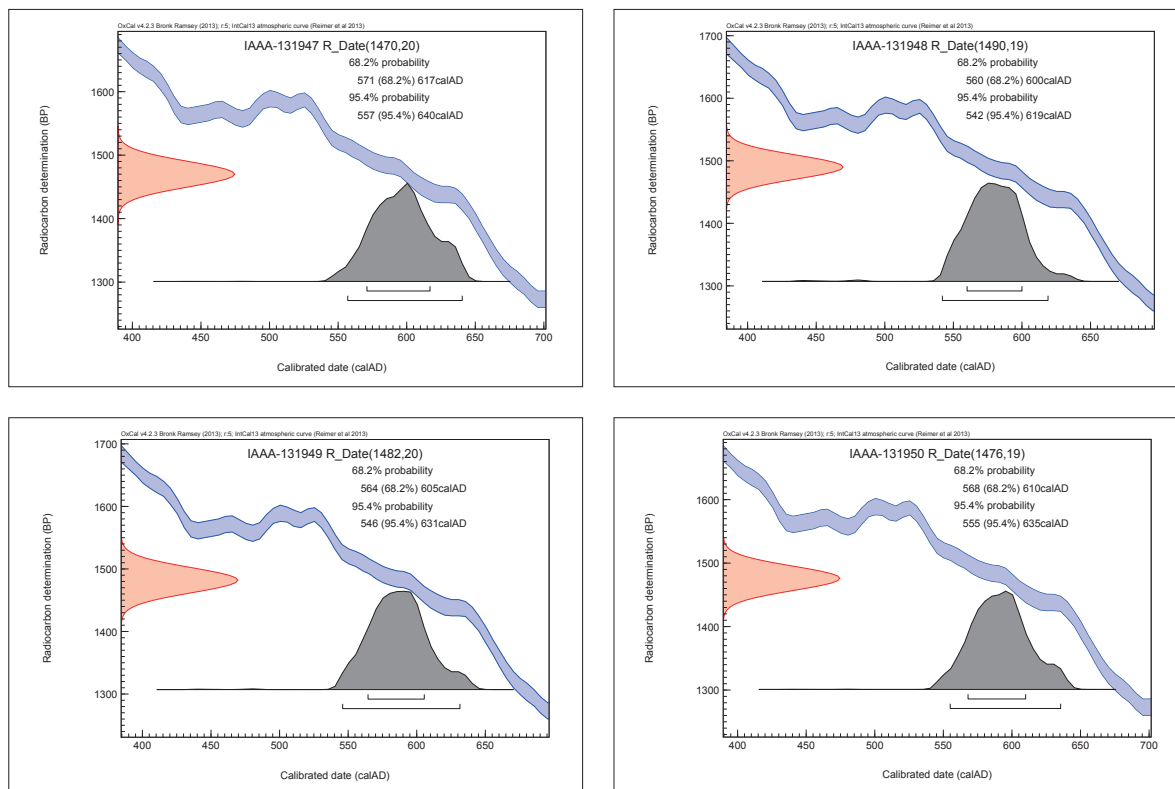 OxCal v4.2.3 Bronk Ramsey (2013); r:5; IntCal13 atmospheric curve (Reimer et al 2013)
IAAA-131947 R_Date(1470,20)
68.2% probability
571 (68.2%) 617calAD
95.4% probability
557 (95.4%) 640calAD
Radiocarbon determination (BP)
1600
1500
1400
1300
400 450 500 550 600 650 700
Calibrated date (calAD)
OxCal v4.2.3 Bronk Ramsey (2013); r:5; IntCal13 atmospheric curve (Reimer et al 2013)
IAAA-131948 R_Date(1490,19)
68.2% probability
560 (68.2%) 600calAD
95.4% probability
542 (95.4%) 619calAD
Radiocarbon determination (BP)
1700
1600
1500
1400
1300
400 450 500 550 600 650
Calibrated date (calAD)
OxCal v4.2.3 Bronk Ramsey (2013); r:5; IntCal13 atmospheric curve (Reimer et al 2013)
IAAA-131949 R_Date(1482,20)
68.2% probability
564 (68.2%) 605calAD
95.4% probability
546 (95.4%) 631calAD
Radiocarbon determination (BP)
1700
1600
1500
1400
1300
400 450 500 550 600 650
Calibrated date (calAD)
OxCal v4.2.3 Bronk Ramsey (2013); r:5; IntCal13 atmospheric curve (Reimer et al 2013)
IAAA-131950 R_Date(1476,19)
68.2% probability
568 (68.2%) 610calAD
95.4% probability
555 (95.4%) 635calAD
Radiocarbon determination (BP)
1600
1500
1400
1300
400 450 500 550 600 650 700
Calibrated date (calAD)